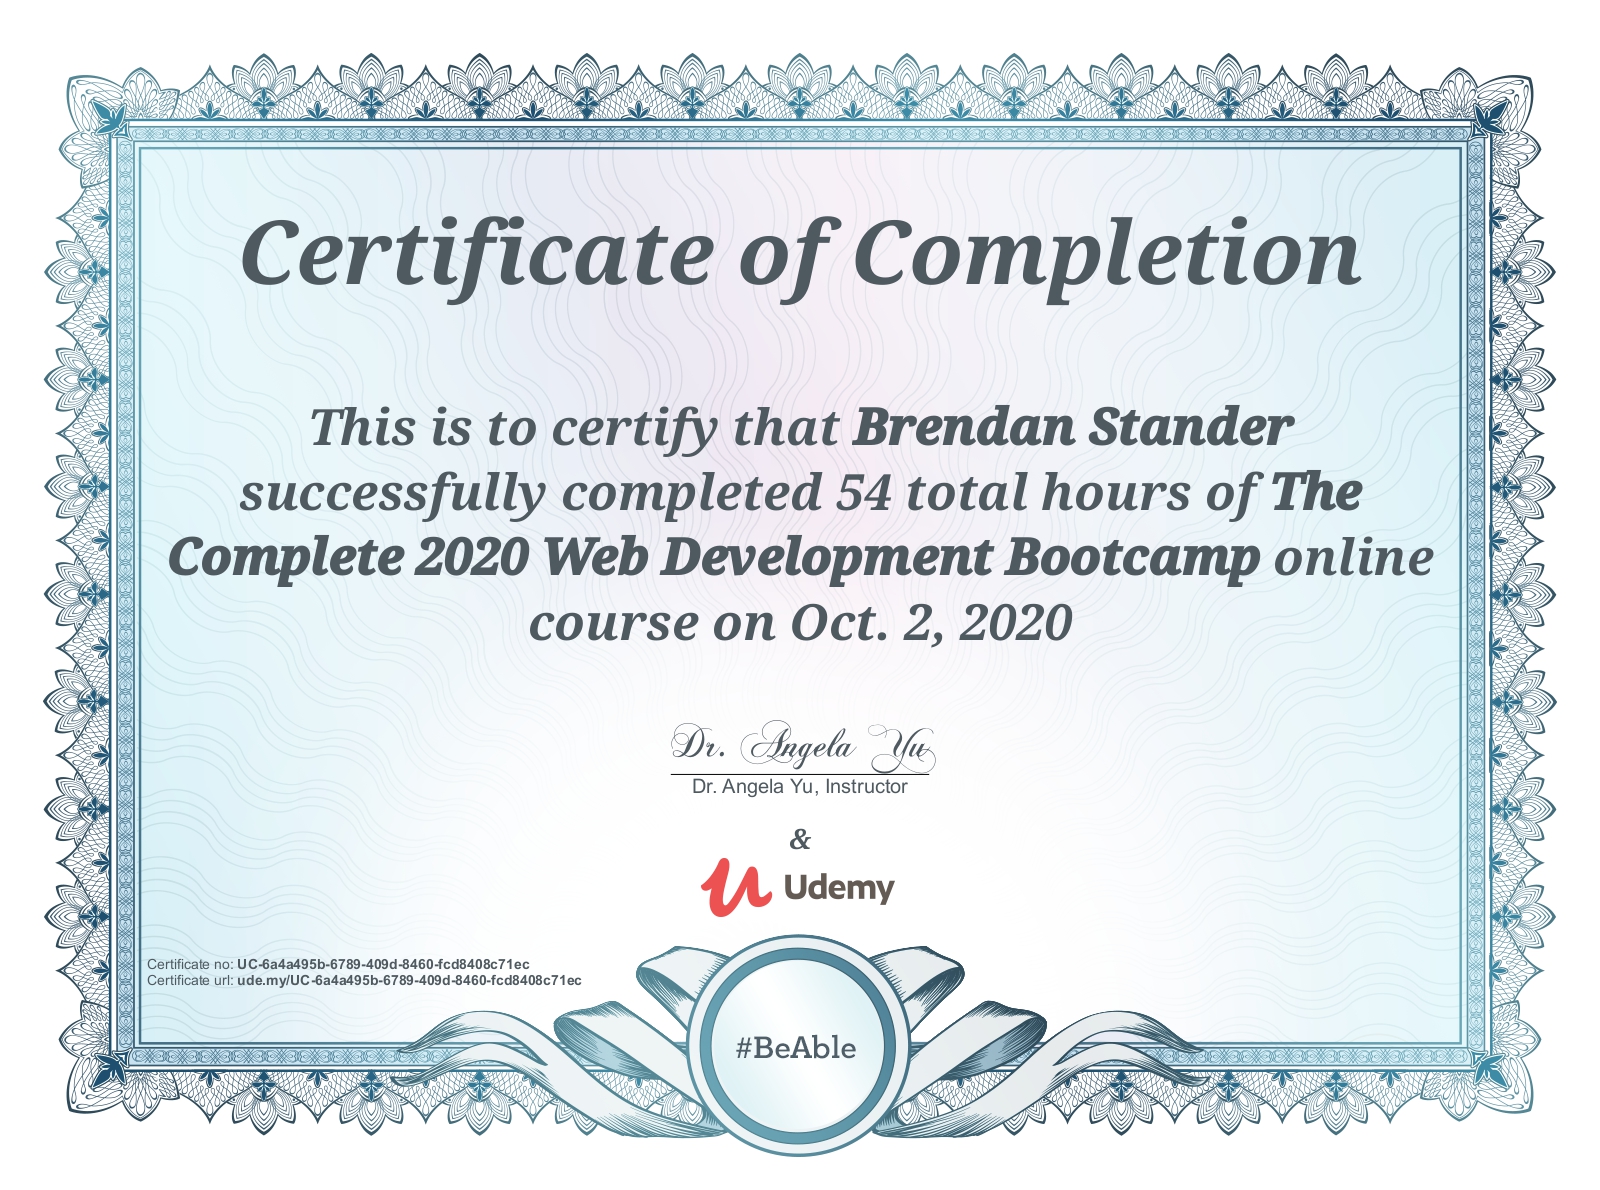 Certificate of Completion
This is to certify that Brendan Stander
successfully completed 54 total hours of The
Complete 2020 Web Development Bootcamp online
course on Oct. 2, 2020
Dr. Angela Yu
Dr. Angela Yu, Instructor
&
Udemy
Certificate no: UC-6a4a495b-6789-409d-8460-fcd8408c71ec
Certificate url: ude.my/UC-6a4a495b-6789-409d-8460-fcd8408c71ec
#BeAble